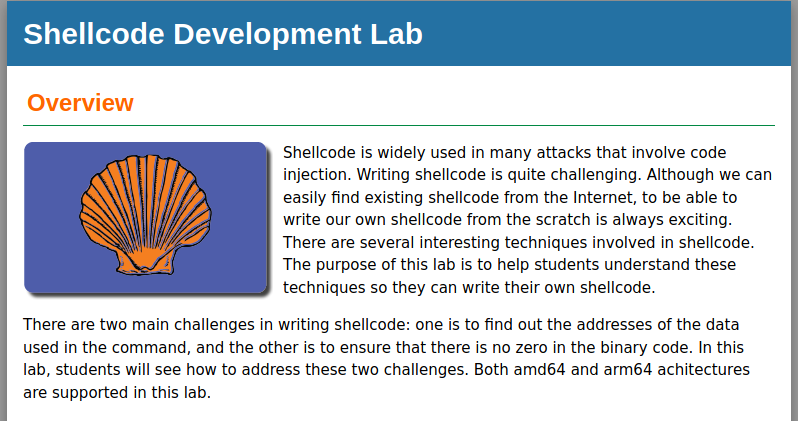 Shellcode Development Lab
Overview
Shellcode is widely used in many attacks that involve code
injection. Writing shellcode is quite challenging. Although we can
easily find existing shellcode from the Internet, to be able to
write our own shellcode from the scratch is always exciting.
There are several interesting techniques involved in shellcode.
The purpose of this lab is to help students understand these
techniques so they can write their own shellcode.
There are two main challenges in writing shellcode: one is to find out the addresses of the data
used in the command, and the other is to ensure that there is no zero in the binary code. In this
lab, students will see how to address these two challenges. Both amd64 and arm64 achitectures
are supported in this lab.